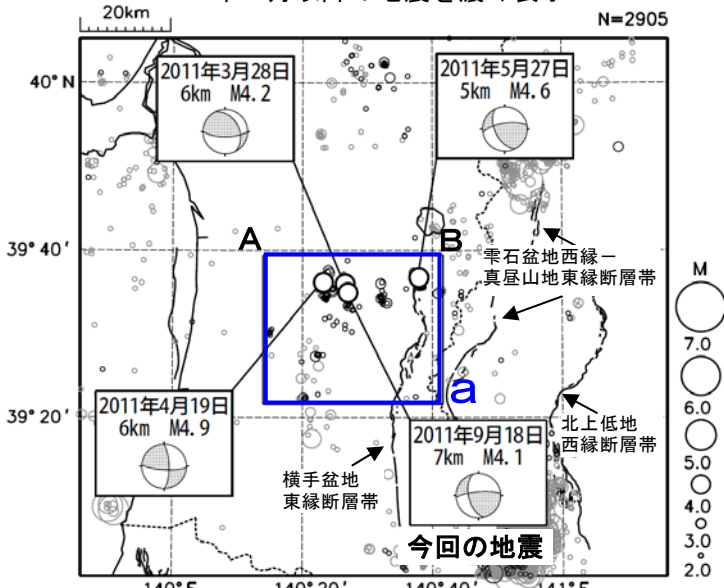 20km
N=2905
40°N
2011年3月28日
6km M4.2
2011年5月27日
5km M4.6
39°40′
A
B
雫石盆地西縁－
真昼山地東縁断層帯
M
7.0
6.0
5.0
4.0
3.0
2.0
a
39°20′
2011年4月19日
6km M4.9
横手盆地
東縁断層帯
2011年9月18日
7km M4.1
北上低地
西縁断層帯
今回の地震